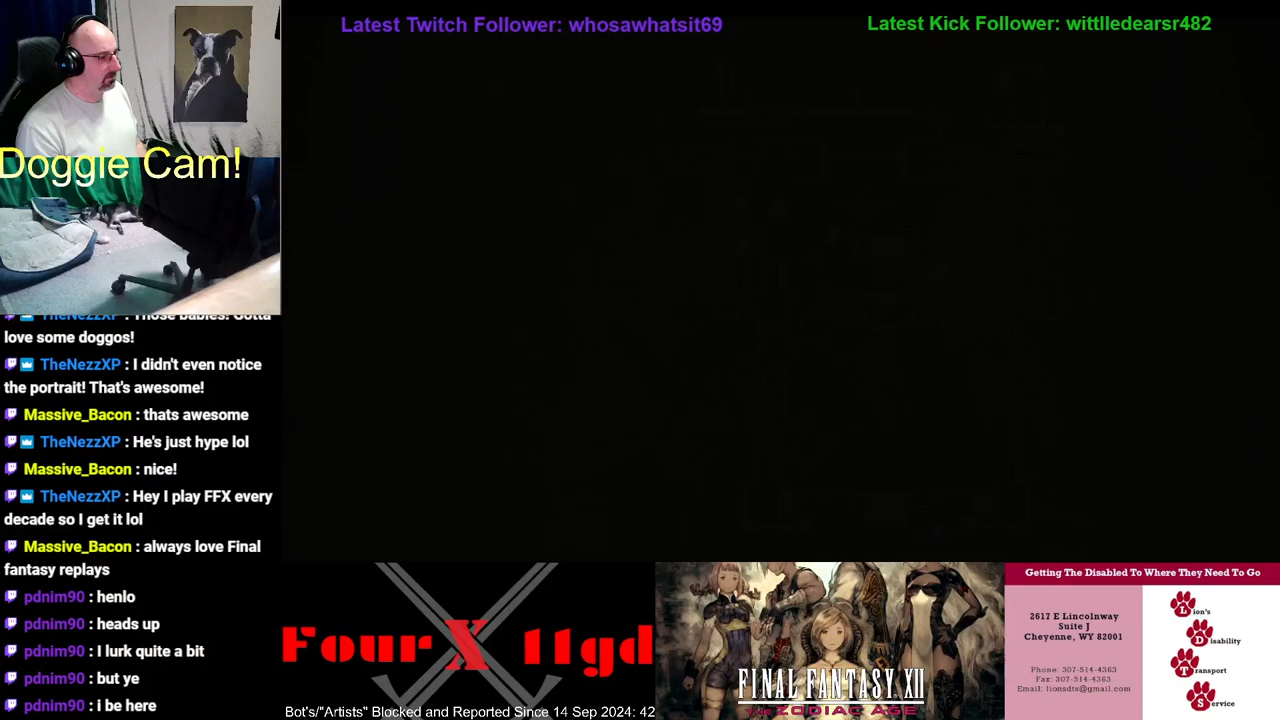 Latest Twitch Follower: whosawhatsit69
Latest Kick Follower: wittlledearsr482
Doggie Cam!
TheNezzXP : Those babies! Gotta
love some doggos!
TheNezzXP : I didn't even notice
the portrait! That's awesome!
Massive_Bacon : thats awesome
TheNezzXP : He's just hype lol
Massive_Bacon : nice!
TheNezzXP : Hey I play FFX every
decade so I get it lol
Massive_Bacon : always love Final
fantasy replays
pdnim90 : henlo
pdnim90 : heads up
pdnim90 : I lurk quite a bit
pdnim90 : but ye
pdnim90 : i be here
Four X 11gd
Bot's/"Artists" Blocked and Reported Since 14 Sep 2024: 42
FINAL FANTASY XII
THE ZODIAC AGE
Getting The Disabled To Where They Need To Go
2617 E Lincolnway
Suite J
Cheyenne, WY 82001
Phone: 307-514-4363
Fax: 307-514-4363
Email: lionsdts@gmail.com
Lion's
Disability
Transport
Service